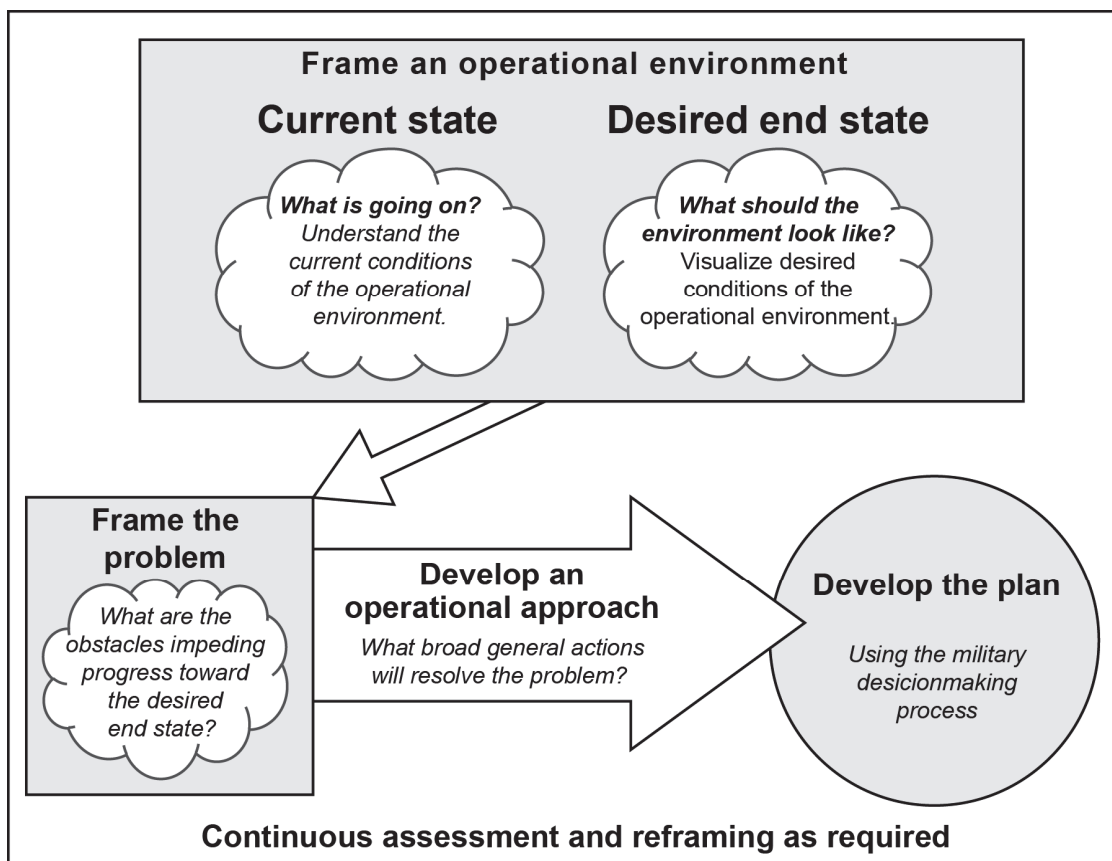 Frame an operational environment
Current state
What is going on?
Understand the
current conditions
of the operational
environment.
Desired end state
What should the
environment look like?
Visualize desired
conditions of the
operational environment.
Frame the
problem
What are the
obstacles impeding
progress toward
the desired
end state?
Develop an
operational approach
What broad general actions
will resolve the problem?
Develop the plan
Using the military
desicionmaking
process
Continuous assessment and reframing as required